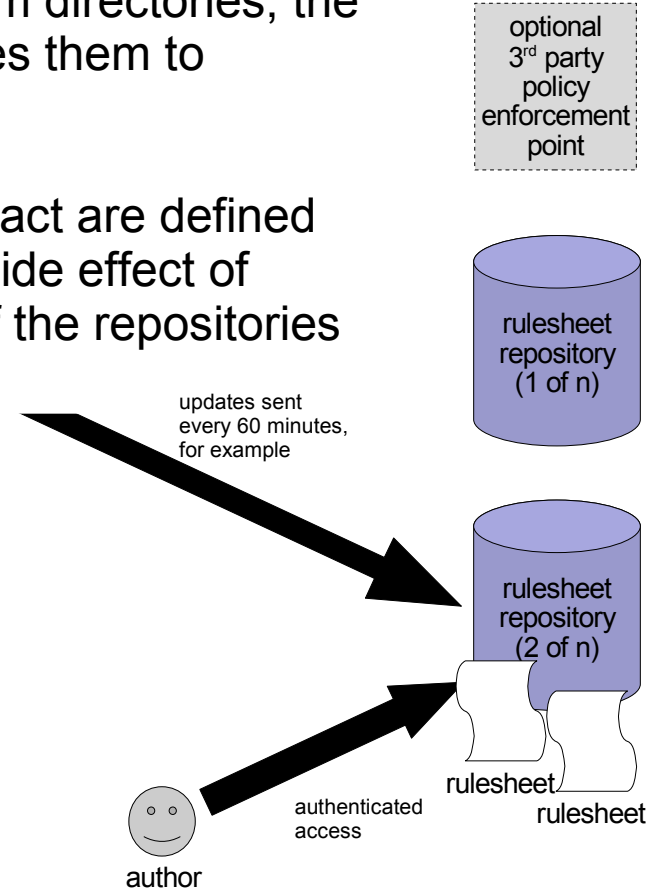 m directories, the
es them to
act are defined
ide effect of
f the repositories
optional
3rd party
policy
enforcement
point
rulesheet
repository
(1 of n)
updates sent
every 60 minutes,
for example
rulesheet
repository
(2 of n)
rulesheet
rulesheet
authenticated
access
author